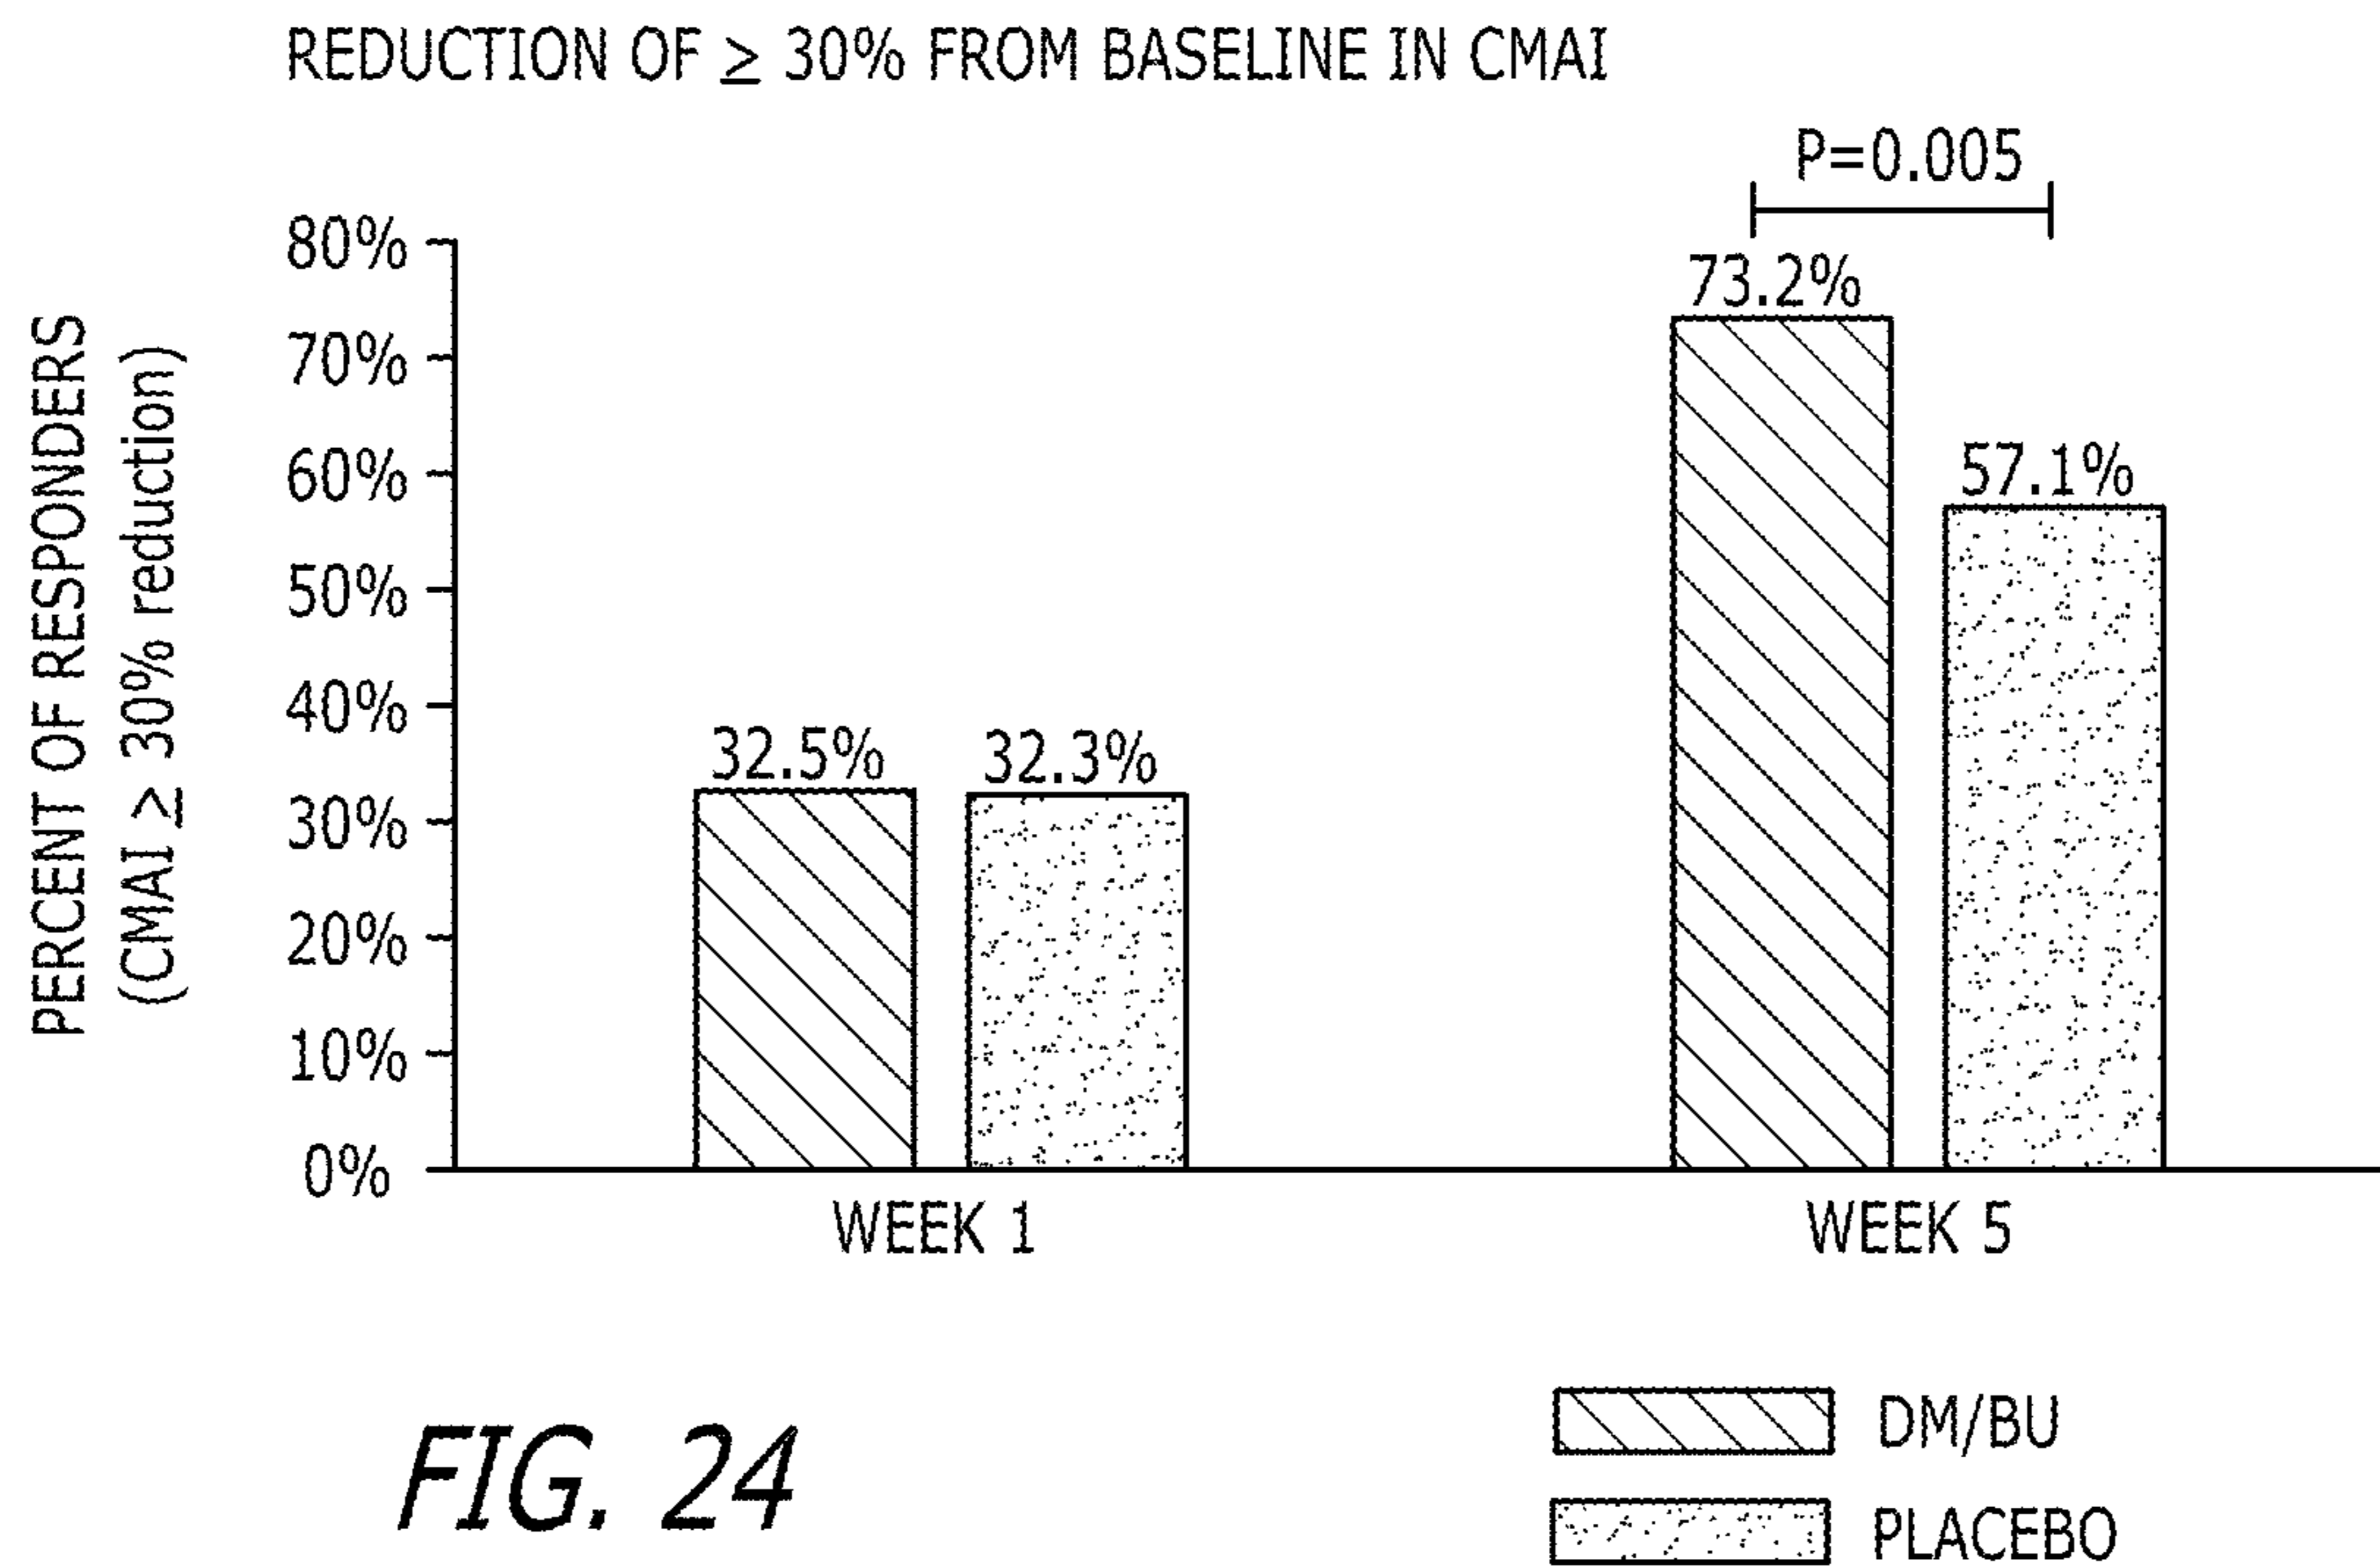 REDUCTION OF ≥ 30% FROM BASELINE IN CMAI
P=0.005
PERCENT OF RESPONDERS
(CMAI ≥ 30% reduction)
80%
70%
60%
50%
40%
30%
20%
10%
0%
32.5%
32.3%
73.2%
57.1%
WEEK 1
WEEK 5
DM/BU
PLACEBO
FIG. 24